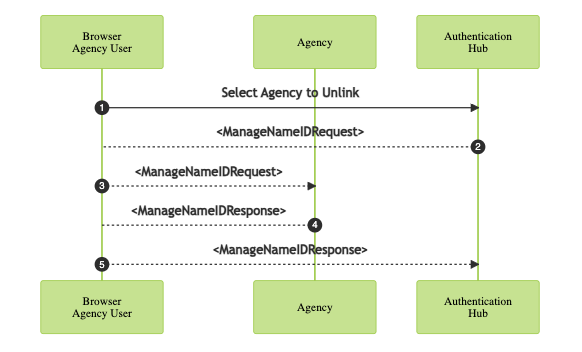 Browser
Agency User
Agency
Authentication
Hub
Select Agency to Unlink
1
<ManageNameIDRequest>
2
<ManageNameIDRequest>
3
<ManageNameIDResponse>
4
<ManageNameIDResponse>
5
Browser
Agency User
Agency
Authentication
Hub